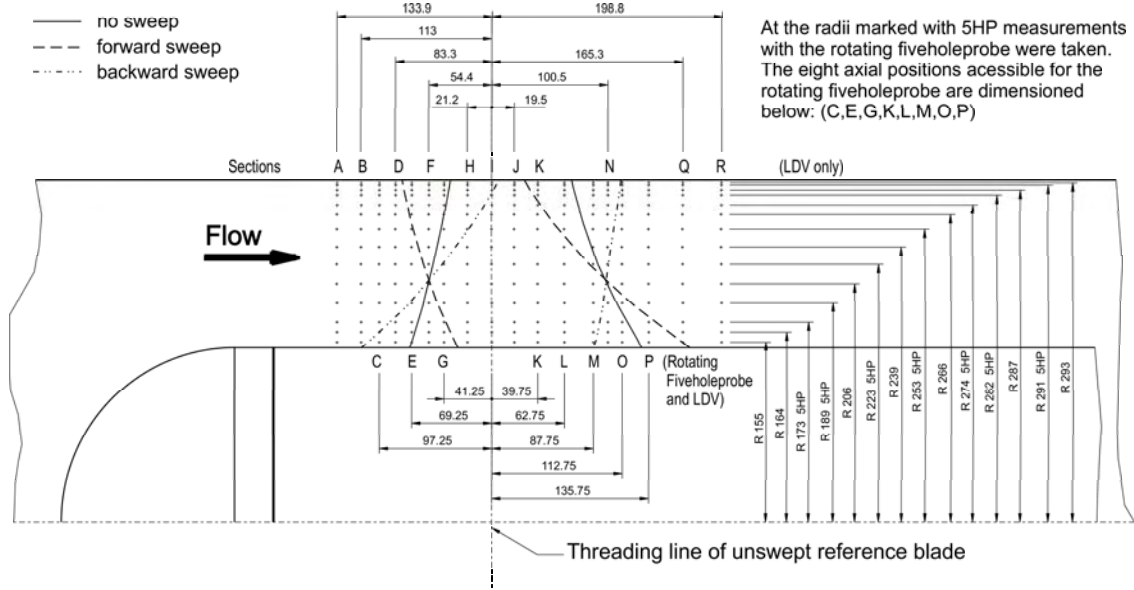 no sweep
forward sweep
backward sweep
133.9
198.8
113
83.3
165.3
54.4
100.5
21.2
19.5
At the radii marked with 5HP measurements
with the rotating fiveholeprobe were taken.
The eight axial positions acessible for the
rotating fiveholeprobe are dimensioned
below: (C,E,G,K,L,M,O,P)
Sections
A B D F H I J K N Q R
(LDV only)
Flow
C E G K L M O P
(Rotating
Fiveholeprobe
and LDV)
41.25
39.75
69.25
62.75
97.25
87.75
112.75
135.75
R 155
R 164
R 173 5HP
R 189 5HP
R 206
R 223 5HP
R 239
R 253 5HP
R 266
R 274 5HP
R 282 5HP
R 287
R 291 5HP
R 293
Threading line of unswept reference blade